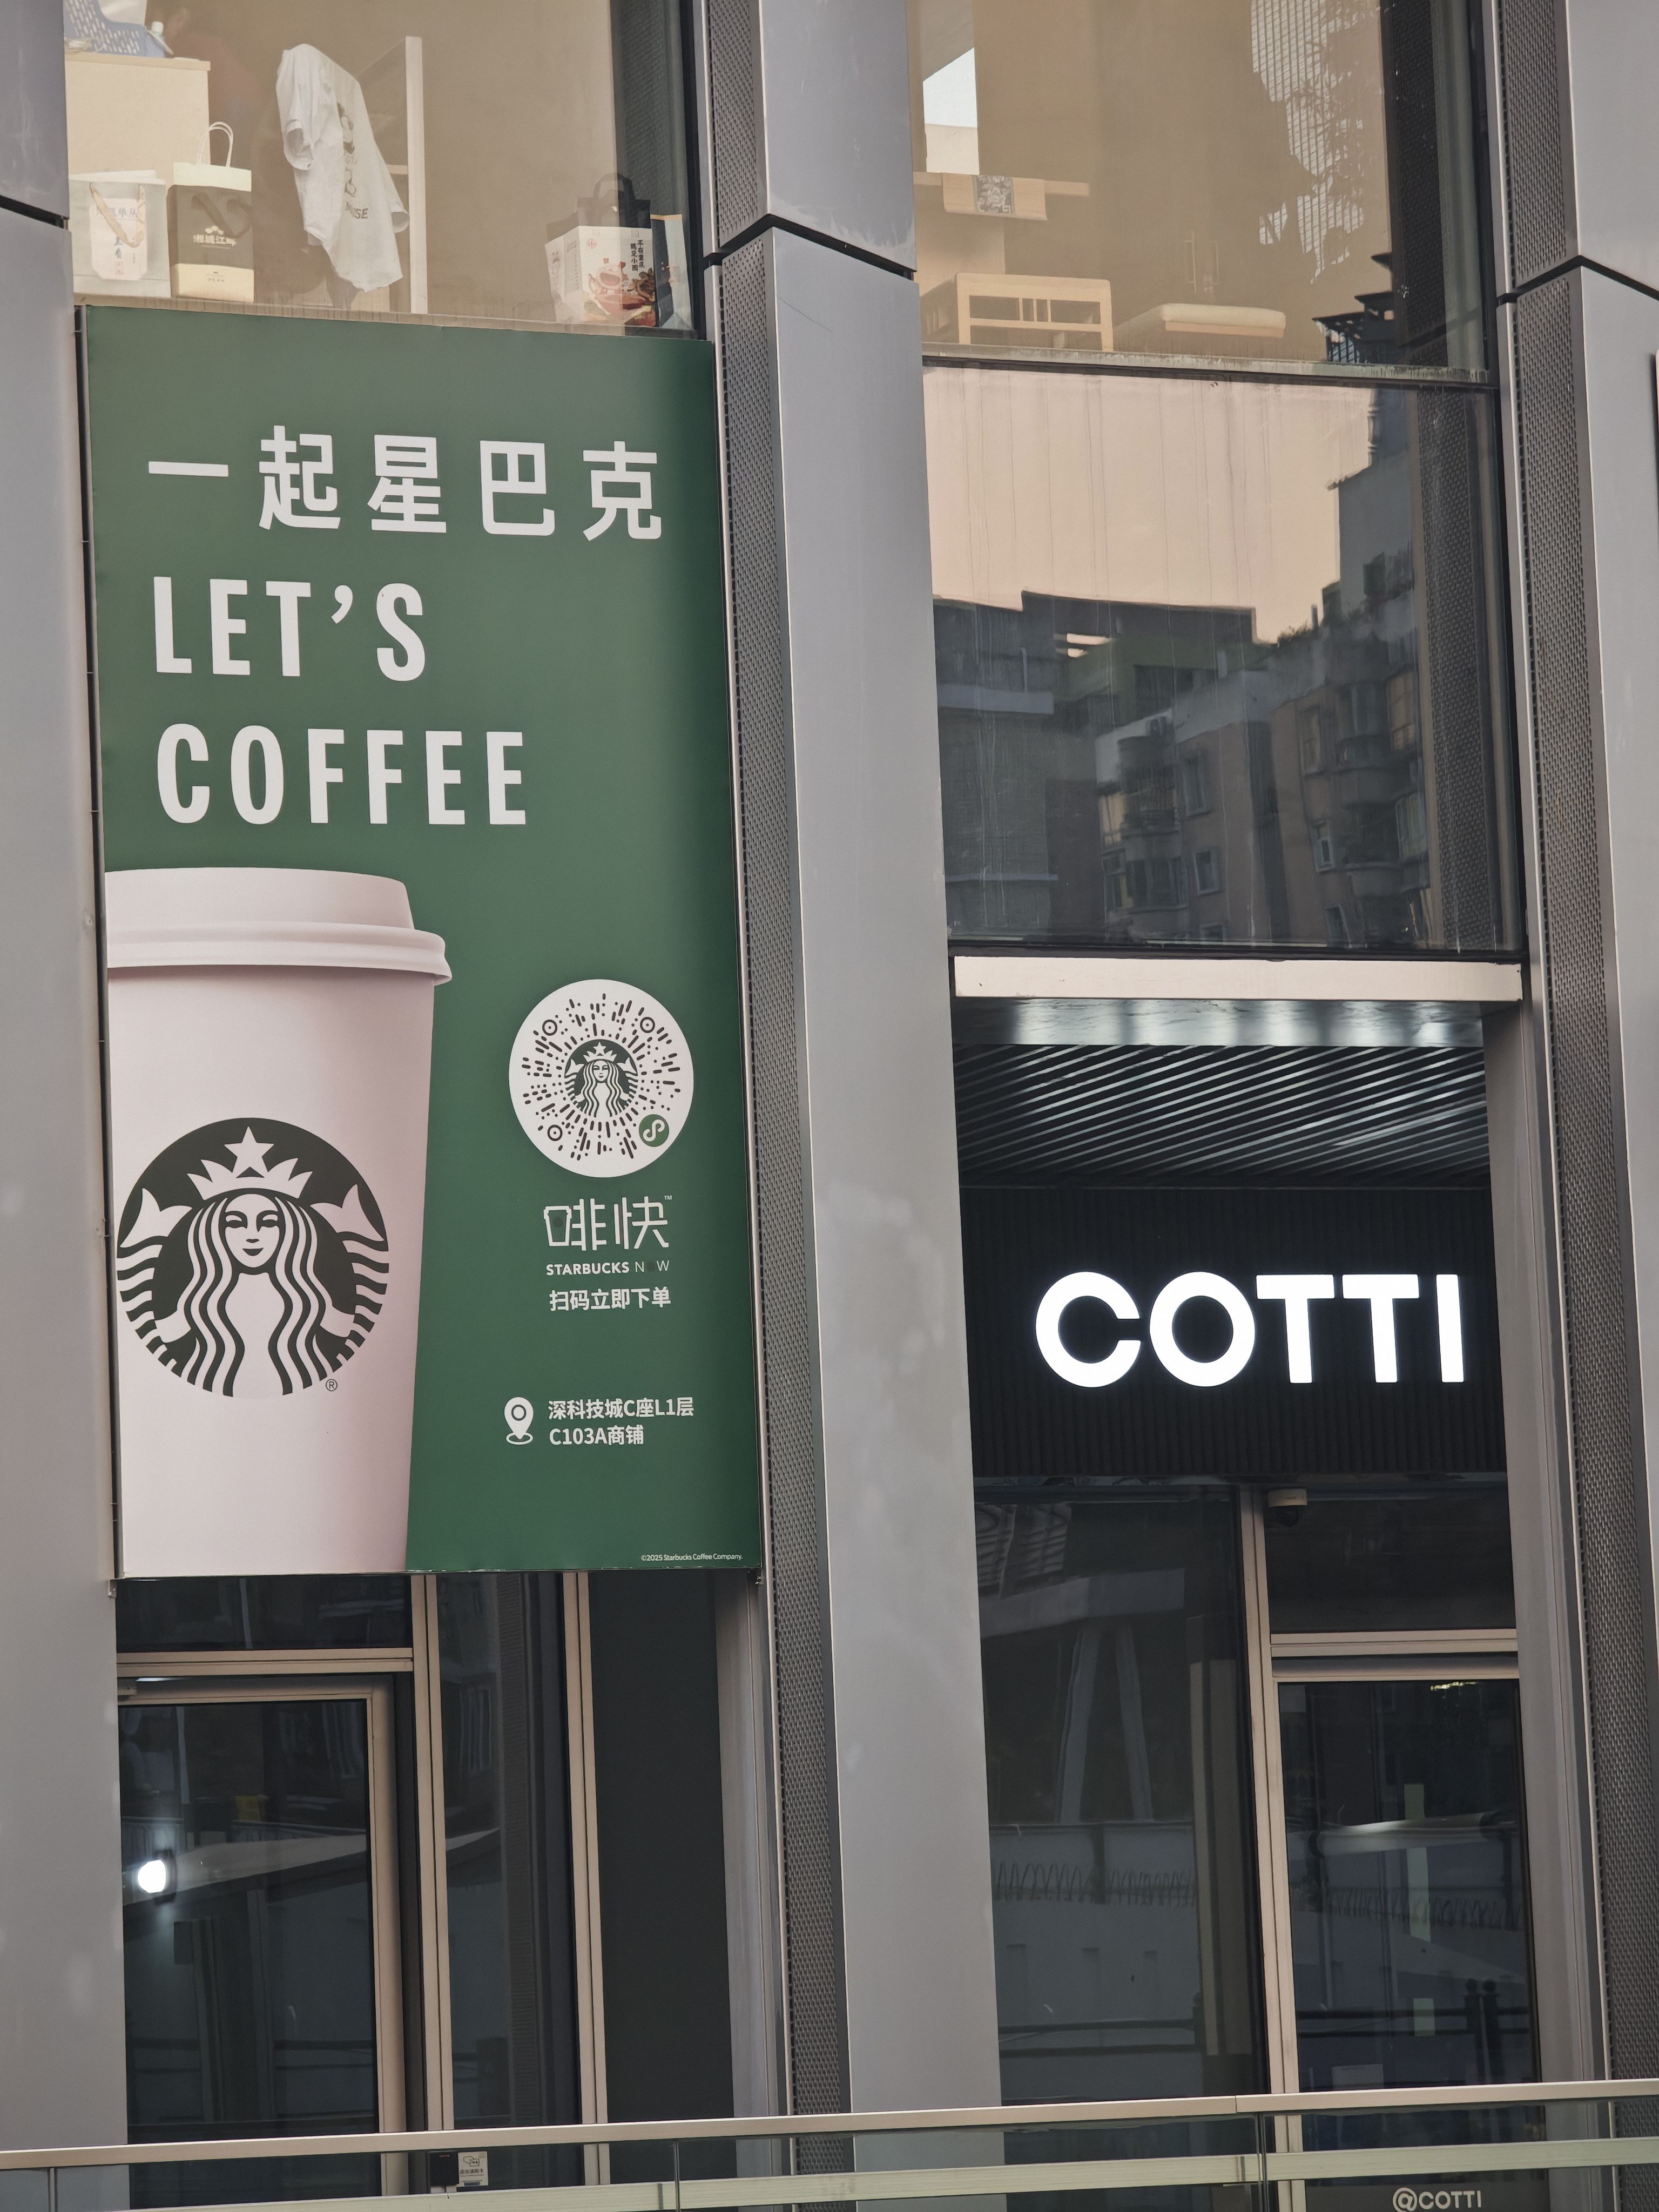 一起星巴克
LET'S
COFFEE
啡快™
STARBUCKS NOW
扫码立即下单
深科技城C座L1层
C103A商铺
©2025 Starbucks Coffee Company.
COTTI
@COTTI